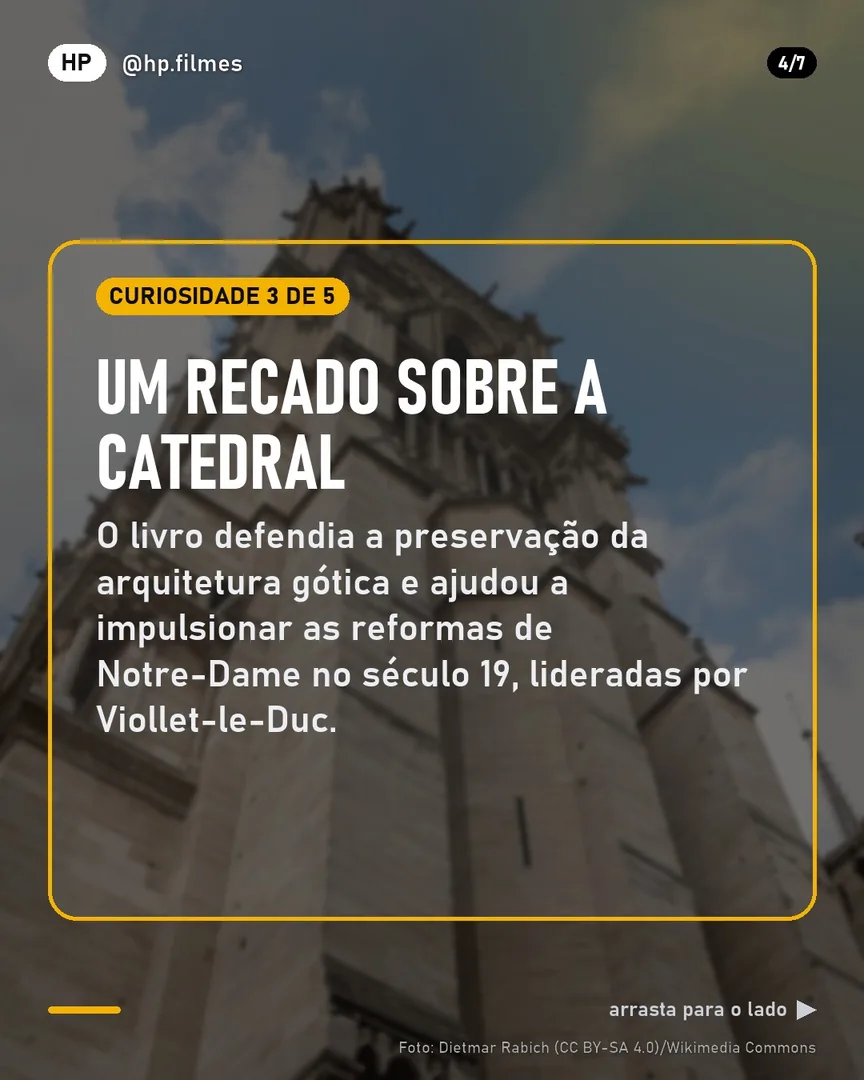 HP @hp.filmes 4/7
CURIOSIDADE 3 DE 5
UM RECADO SOBRE A
CATEDRAL
O livro defendia a preservação da
arquitetura gótica e ajudou a
impulsionar as reformas de
Notre-Dame no século 19, lideradas por
Viollet-le-Duc.
arrasta para o lado ▶
Foto: Dietmar Rabich (CC BY-SA 4.0)/Wikimedia Commons